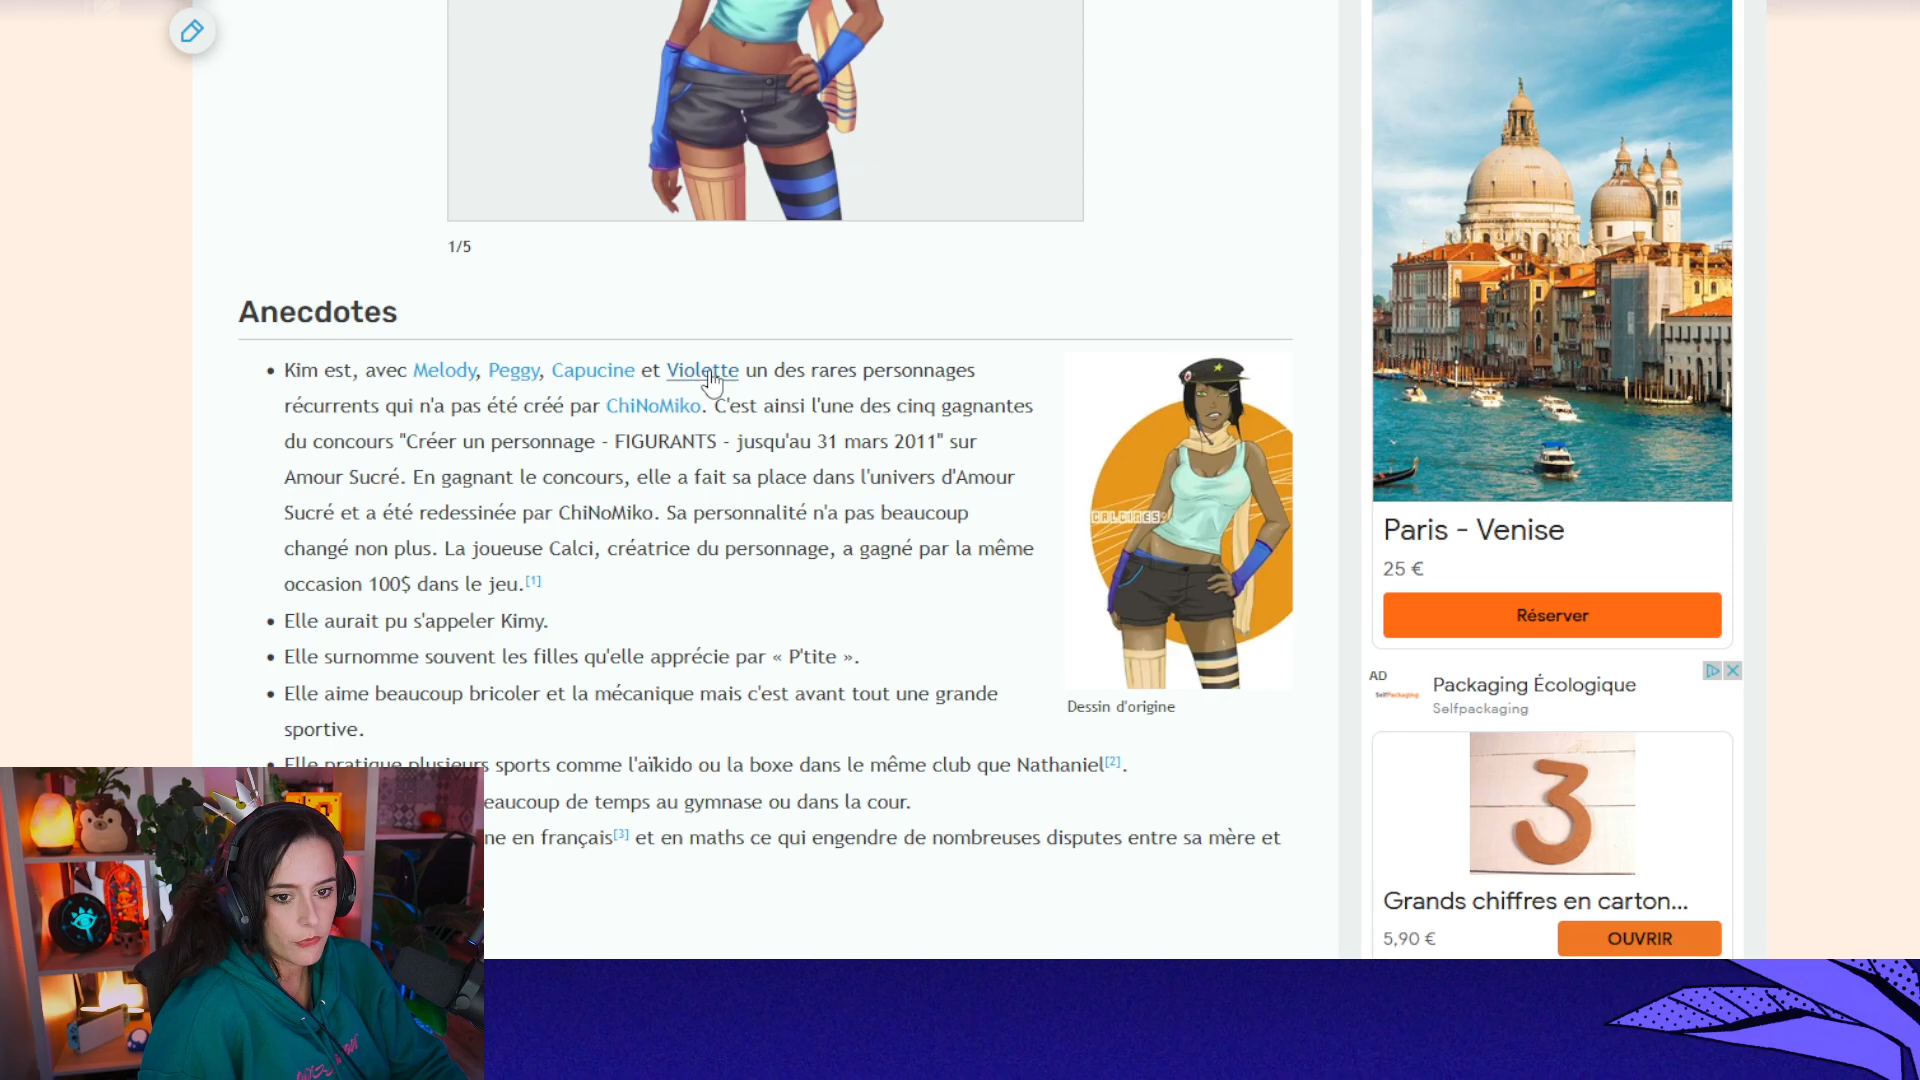 1/5
Anecdotes
Kim est, avec Melody, Peggy, Capucine et Violette un des rares personnages
récurrents qui n'a pas été créé par ChiNoMiko. C'est ainsi l'une des cinq gagnantes
du concours "Créer un personnage - FIGURANTS - jusqu'au 31 mars 2011" sur
Amour Sucré. En gagnant le concours, elle a fait sa place dans l'univers d'Amour
Sucré et a été redessinée par ChiNoMiko. Sa personnalité n'a pas beaucoup
changé non plus. La joueuse Calci, créatrice du personnage, a gagné par la même
occasion 100$ dans le jeu.[1]
Elle aurait pu s'appeler Kimy.
Elle surnomme souvent les filles qu'elle apprécie par « P'tite ».
Elle aime beaucoup bricoler et la mécanique mais c'est avant tout une grande
sportive.
Elle pratique plusieurs sports comme l'aïkido ou la boxe dans le même club que Nathaniel[2].
eaucoup de temps au gymnase ou dans la cour.
ne en français[3] et en maths ce qui engendre de nombreuses disputes entre sa mère et
Dessin d'origine
Paris - Venise
25 €
Réserver
AD
SelfPackaging
Packaging Écologique
Selfpackaging
3
Grands chiffres en carton...
5,90 €
OUVRIR